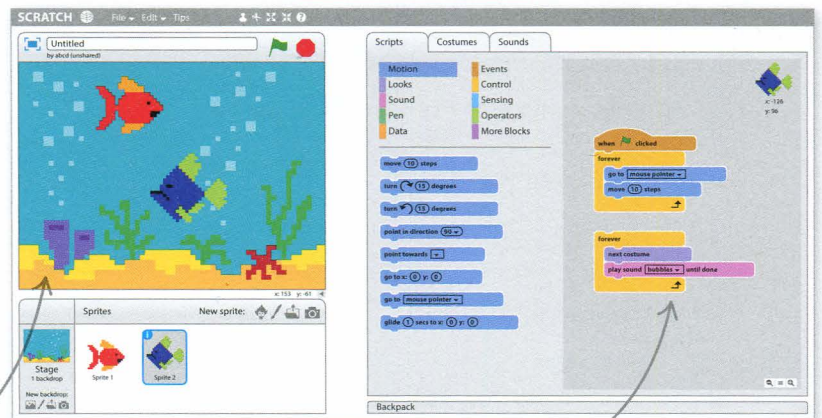 SCRATCH File Edit Tips
Untitled
by abcd (unshared)
x: 153 y: -61
Sprites New sprite:
Stage
1 backdrop
New backdrop:
Sprite 1
Sprite 2
Scripts Costumes Sounds
Motion Events
Looks Control
Sound Sensing
Pen Operators
Data More Blocks
move 10 steps
turn 15 degrees
turn 15 degrees
point in direction 90
point towards
go to x: 0 y: 0
go to mouse pointer
glide 1 secs to x: 0 y: 0
x: -126
y: 96
when clicked
forever
go to mouse pointer
move 10 steps
forever
next costume
play sound bubbles until done
Backpack